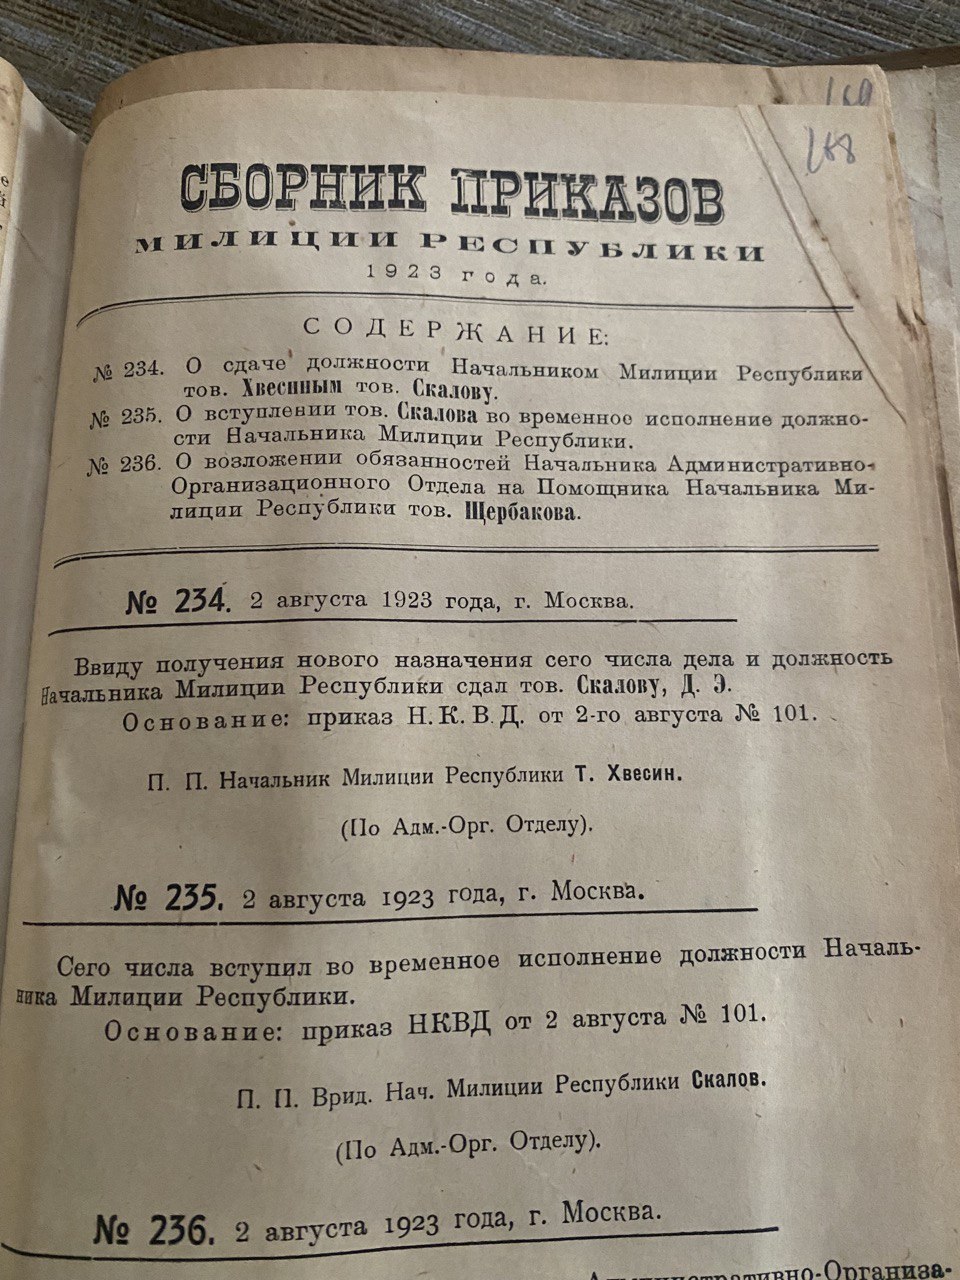 169
168
СБОРНИК ПРИКАЗОВ
МИЛИЦИИ РЕСПУБЛИКИ
1923 года.
СОДЕРЖАНИЕ:
№ 234. О сдаче должности Начальником Милиции Республики
тов. Хвесиным тов. Скалову.
№ 235. О вступлении тов. Скалова во временное исполнение должно-
сти Начальника Милиции Республики.
№ 236. О возложении обязанностей Начальника Административно-
Организационного Отдела на Помощника Начальника Ми-
лиции Республики тов. Щербакова.
№ 234. 2 августа 1923 года, г. Москва.
Ввиду получения нового назначения сего числа дела и должность
Начальника Милиции Республики сдал тов. Скалову, Д. Э.
Основание: приказ Н.К.В.Д. от 2-го августа № 101.
П. П. Начальник Милиции Республики Т. Хвесин.
(По Адм.-Орг. Отделу).
№ 235. 2 августа 1923 года, г. Москва.
Сего числа вступил во временное исполнение должности Началь-
ника Милиции Республики.
Основание: приказ НКВД от 2 августа № 101.
П. П. Врид. Нач. Милиции Республики Скалов.
(По Адм.-Орг. Отделу).
№ 236. 2 августа 1923 года, г. Москва.
Административно-Организа-